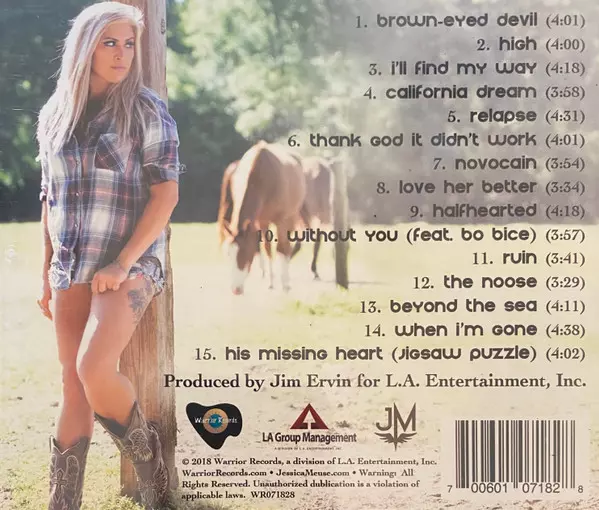 1. brown-eyed devil (4:01)
2. high (4:00)
3. i'll find my way (4:18)
4. california dream (3:58)
5. relapse (4:31)
6. thank god it didn't work (4:01)
7. novocain (3:54)
8. love her better (3:34)
9. halfhearted (4:18)
10. without you (feat. bo bice) (3:57)
11. ruin (3:41)
12. the noose (3:29)
13. beyond the sea (4:11)
14. when i'm gone (4:38)
15. his missing heart (jigsaw puzzle) (4:02)
Produced by Jim Ervin for L.A. Entertainment, Inc.
Warrior Records
LA Group Management
A DIVISION OF L.A. ENTERTAINMENT, INC.
JM
© 2018 Warrior Records, a division of L.A. Entertainment, Inc.
WarriorRecords.com • JessicaMeuse.com • Warning: All
Rights Reserved. Unauthorized dublication is a violation of
applicable laws. WR071828
7 00601 07182 8